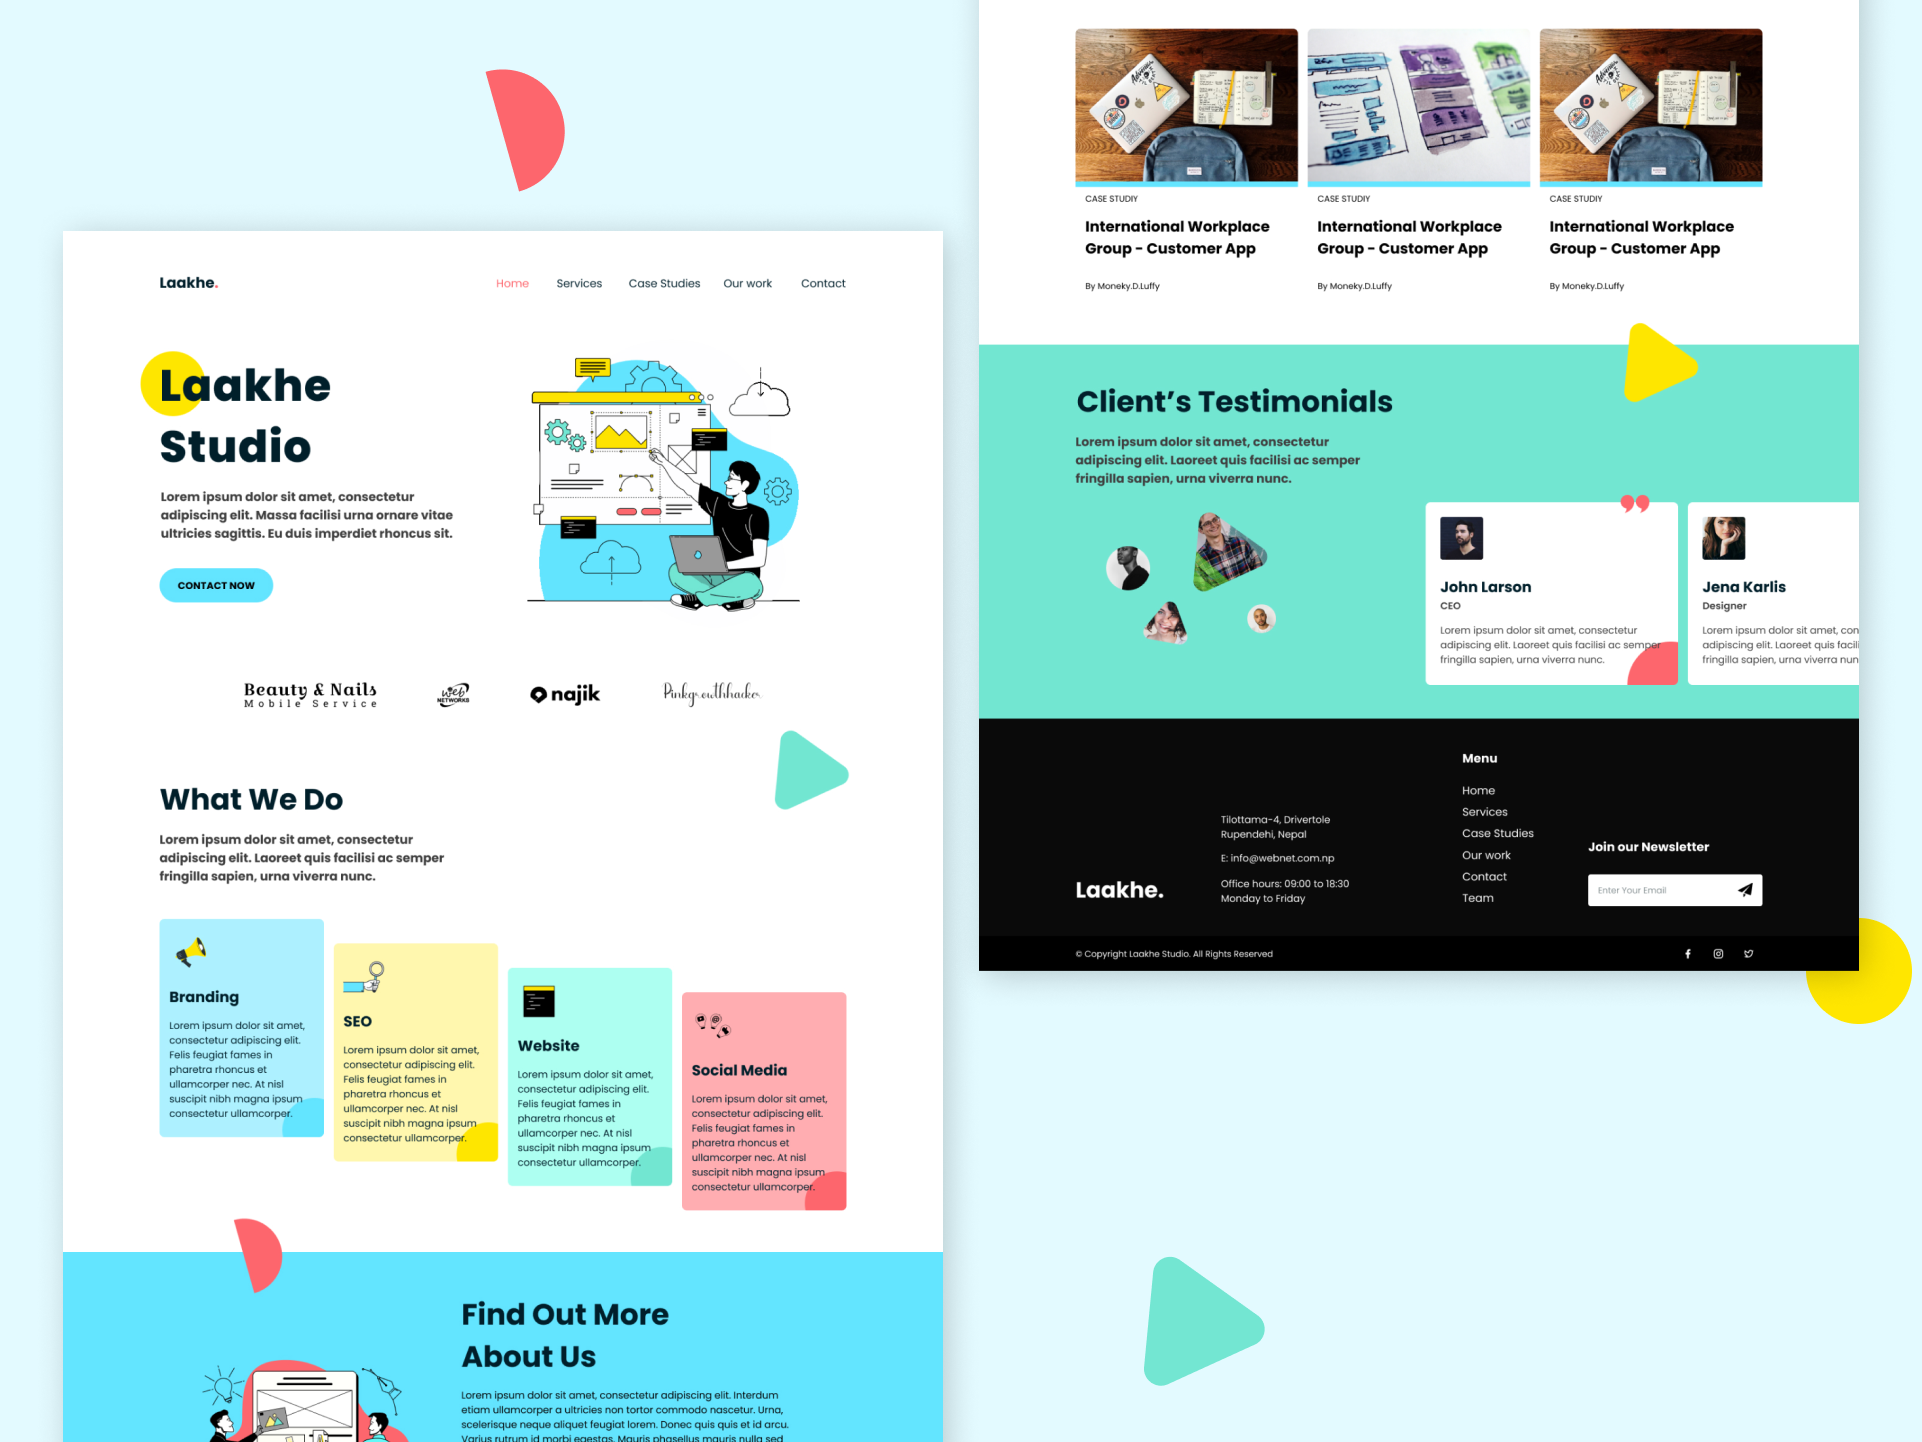 Laakhe.
Home
Services
Case Studies
Our work
Contact
Laakhe
Studio
Lorem ipsum dolor sit amet, consectetur
adipiscing elit. Massa facilisi urna ornare vitae
ultricies sagittis. Eu duis imperdiet rhoncus sit.
CONTACT NOW
Beauty & Nails
Mobile Service
web
NETWORKS
najik
Pinkgrowthhacker
What We Do
Lorem ipsum dolor sit amet, consectetur
adipiscing elit. Laoreet quis facilisi ac semper
fringilla sapien, urna viverra nunc.
Branding
Lorem ipsum dolor sit amet,
consectetur adipiscing elit.
Felis feugiat fames in
pharetra rhoncus et
ullamcorper nec. At nisl
suscipit nibh magna ipsum
consectetur ullamcorper.
SEO
Lorem ipsum dolor sit amet,
consectetur adipiscing elit.
Felis feugiat fames in
pharetra rhoncus et
ullamcorper nec. At nisl
suscipit nibh magna ipsum
consectetur ullamcorper.
Website
Lorem ipsum dolor sit amet,
consectetur adipiscing elit.
Felis feugiat fames in
pharetra rhoncus et
ullamcorper nec. At nisl
suscipit nibh magna ipsum
consectetur ullamcorper.
Social Media
Lorem ipsum dolor sit amet,
consectetur adipiscing elit.
Felis feugiat fames in
pharetra rhoncus et
ullamcorper nec. At nisl
suscipit nibh magna ipsum
consectetur ullamcorper.
Find Out More
About Us
Lorem ipsum dolor sit amet, consectetur adipiscing elit. Interdum
etiam ullamcorper a ultricies non tortor commodo nascetur. Urna,
scelerisque neque aliquet feugiat lorem. Donec quis quis et id arcu.
Varius rutrum id morbi egestas. Mauris phasellus mauris nulla sed
CASE STUDIY
International Workplace
Group - Customer App
By Moneky.D.Luffy
CASE STUDIY
International Workplace
Group - Customer App
By Moneky.D.Luffy
CASE STUDIY
International Workplace
Group - Customer App
By Moneky.D.Luffy
Client's Testimonials
Lorem ipsum dolor sit amet, consectetur
adipiscing elit. Laoreet quis facilisi ac semper
fringilla sapien, urna viverra nunc.
John Larson
CEO
Lorem ipsum dolor sit amet, consectetur
adipiscing elit. Laoreet quis facilisi ac semper
fringilla sapien, urna viverra nunc.
Jena Karlis
Designer
Lorem ipsum dolor sit amet, con
adipiscing elit. Laoreet quis facili
fringilla sapien, urna viverra nun
Laakhe.
Tilottama-4, Drivertole
Rupendehi, Nepal
E: info@webnet.com.np
Office hours: 09:00 to 18:30
Monday to Friday
Menu
Home
Services
Case Studies
Our work
Contact
Team
Join our Newsletter
Enter Your Email
© Copyright Laakhe Studio. All Rights Reserved